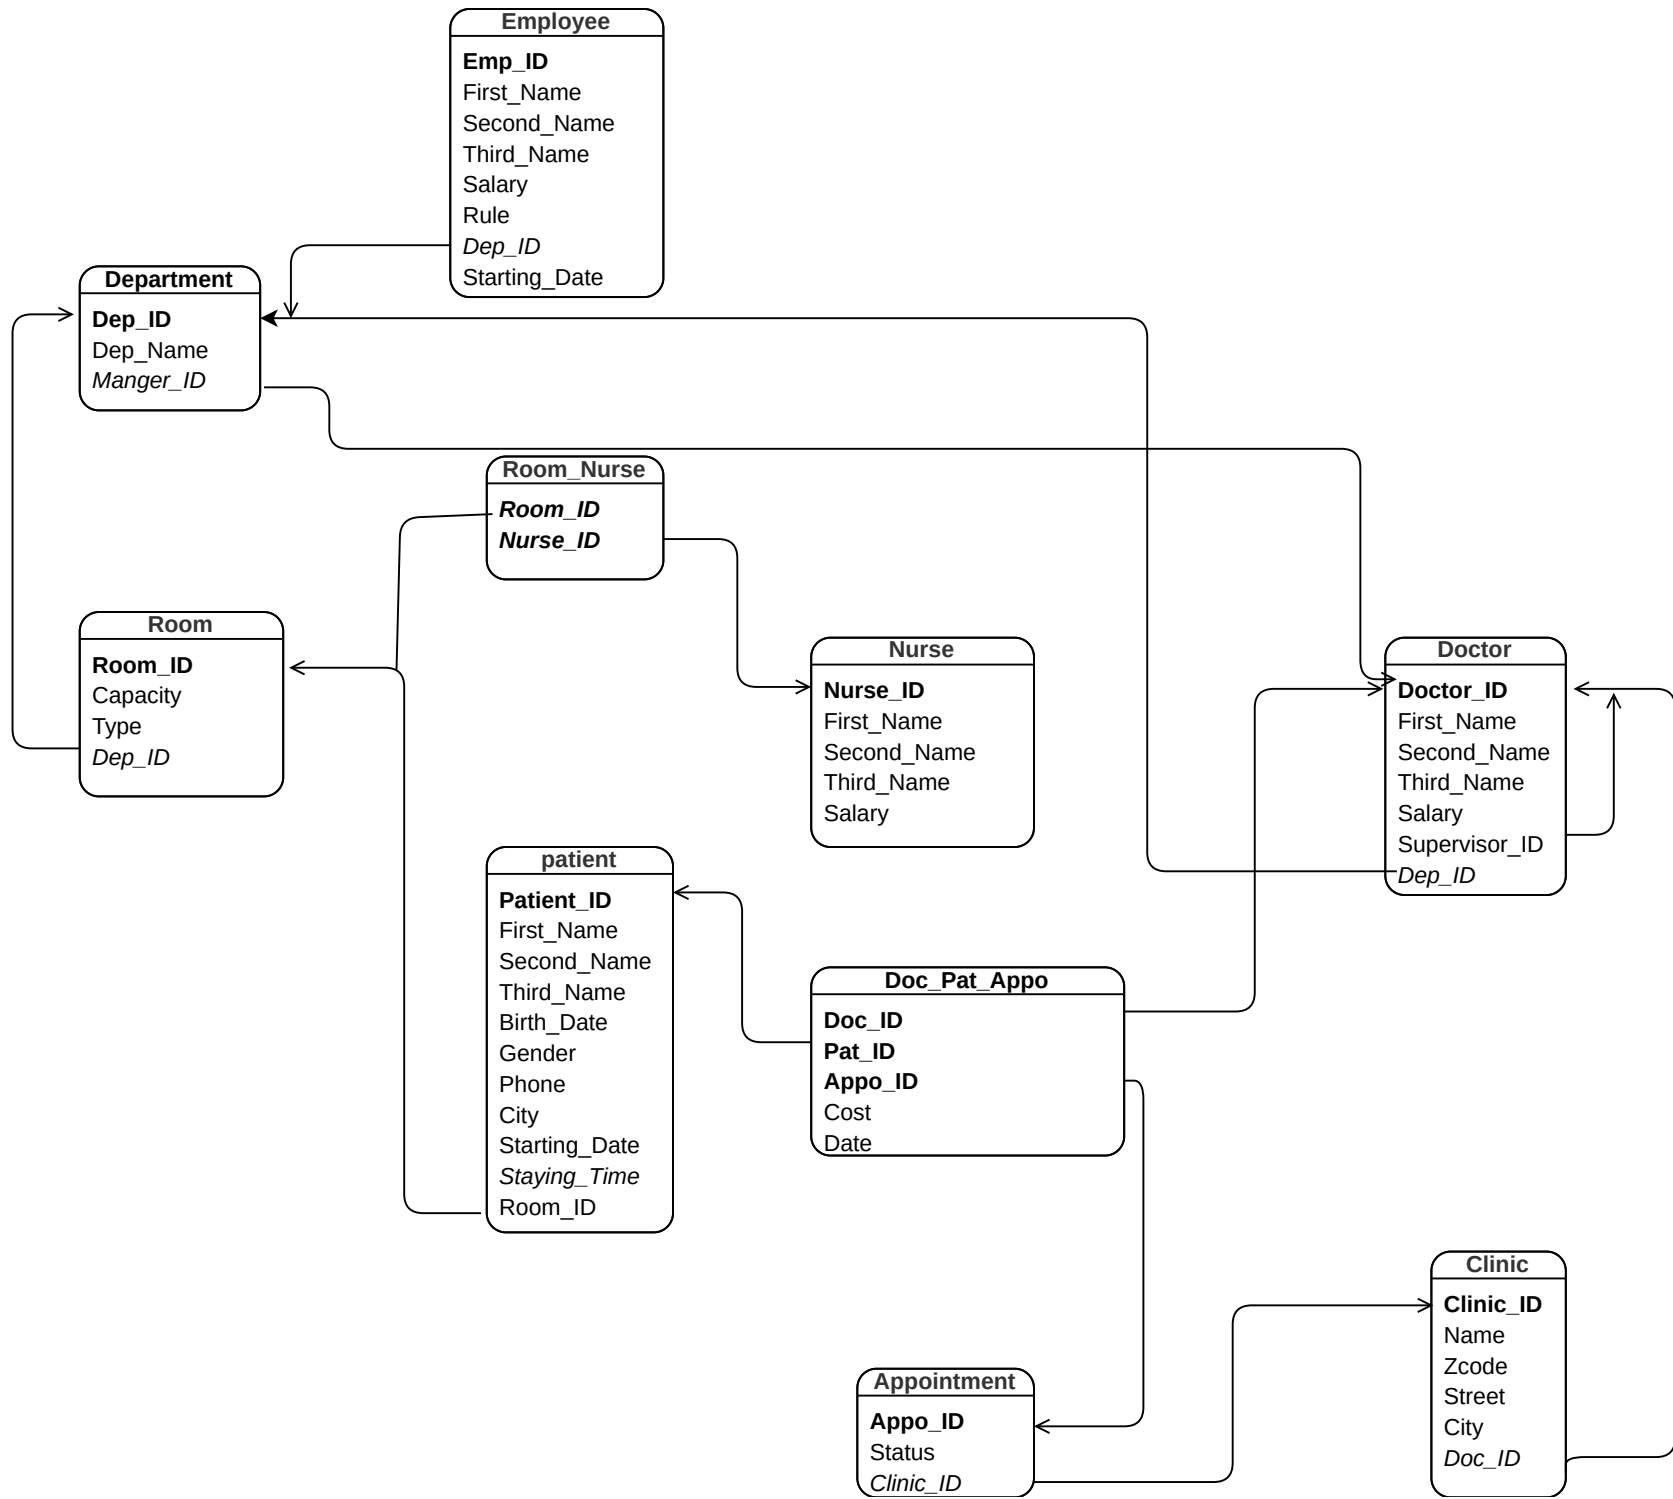 Employee
Emp_ID
First_Name
Second_Name
Third_Name
Salary
Rule
Dep_ID
Starting_Date
Department
Dep_ID
Dep_Name
Manger_ID
Room_Nurse
Room_ID
Nurse_ID
Room
Room_ID
Capacity
Type
Dep_ID
Nurse
Nurse_ID
First_Name
Second_Name
Third_Name
Salary
Doctor
Doctor_ID
First_Name
Second_Name
Third_Name
Salary
Supervisor_ID
Dep_ID
patient
Patient_ID
First_Name
Second_Name
Third_Name
Birth_Date
Gender
Phone
City
Starting_Date
Staying_Time
Room_ID
Doc_Pat_Appo
Doc_ID
Pat_ID
Appo_ID
Cost
Date
Clinic
Clinic_ID
Name
Zcode
Street
City
Doc_ID
Appointment
Appo_ID
Status
Clinic_ID